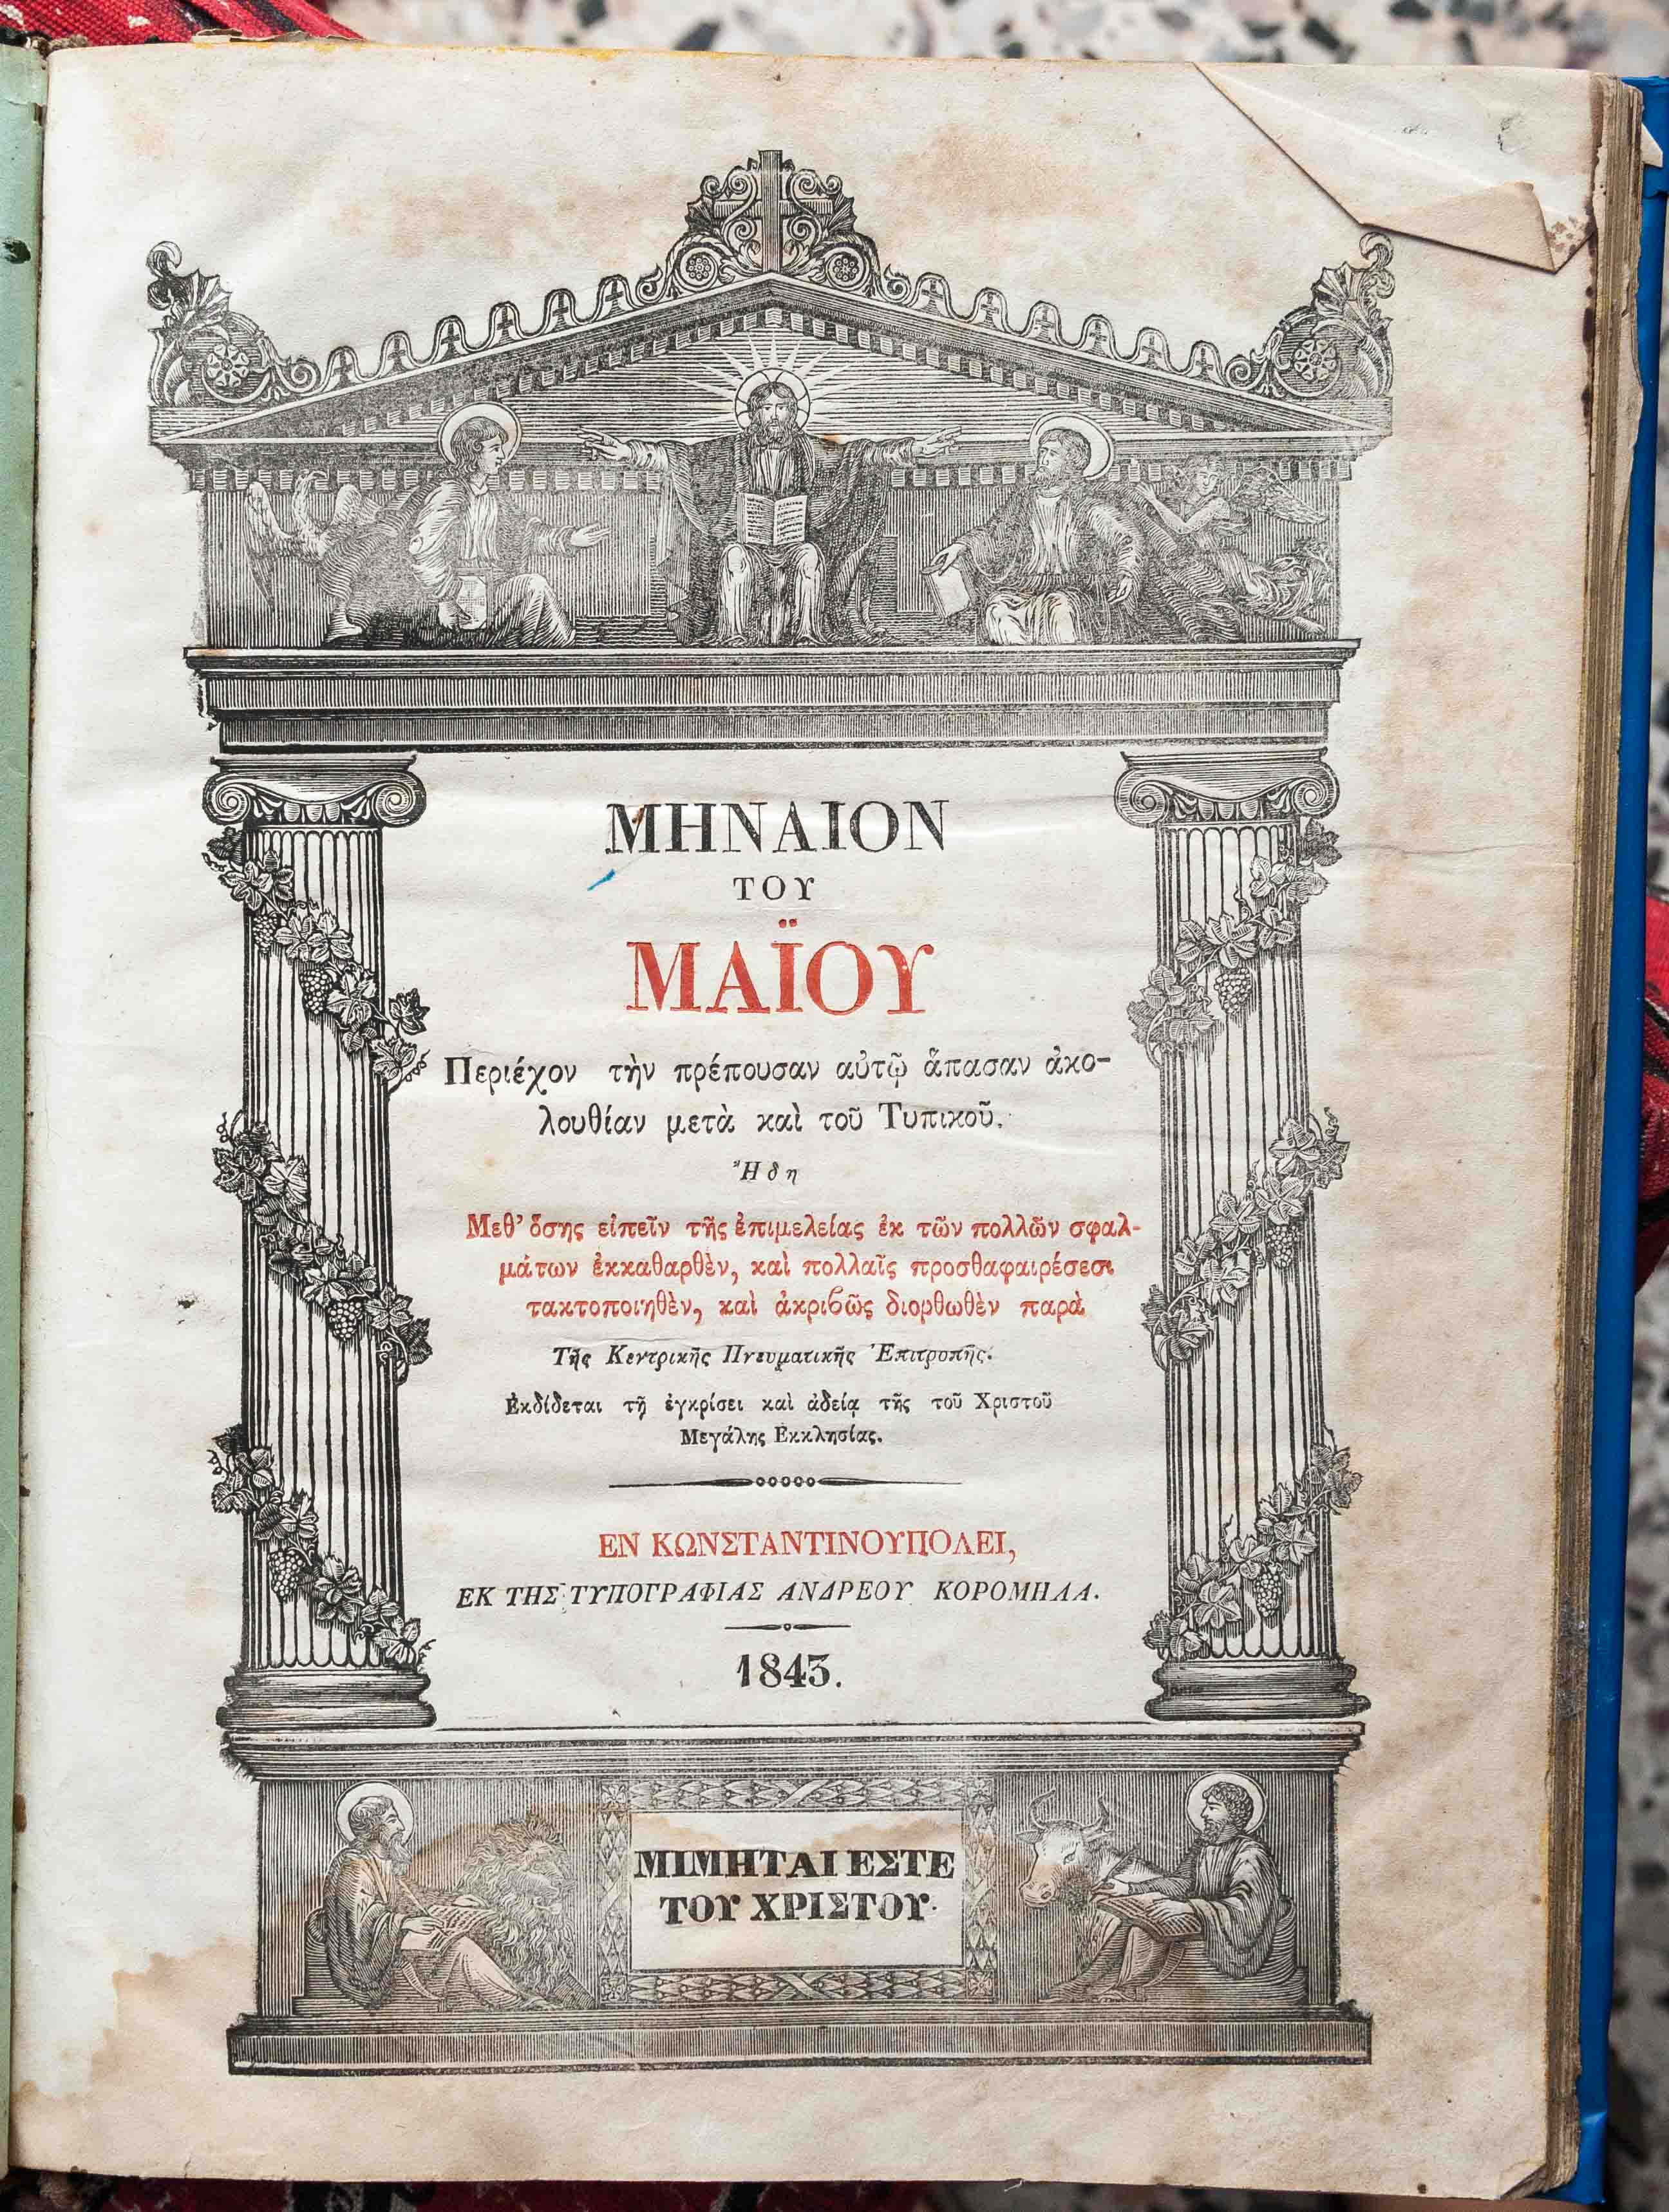 ΜΗΝΑΙΟΝ
ΤΟΥ
ΜΑΪΟΥ
Περιέχον τὴν πρέπουσαν αὐτῷ ἅπασαν ἀκο-
λουθίαν μετὰ καὶ τοῦ Τυπικοῦ.
Ἤδη
Μεθ' ὅσης εἰπεῖν τῆς ἐπιμελείας ἐκ τῶν πολλῶν σφαλ-
μάτων ἐκκαθαρθὲν, καὶ πολλαῖς προσθαφαιρέσεσι
τακτοποιηθὲν, καὶ ἀκριβῶς διορθωθὲν παρὰ
Τῆς Κεντρικῆς Πνευματικῆς Ἐπιτροπῆς.
Ἐκδίδεται τῇ ἐγκρίσει καὶ ἀδείᾳ τῆς τοῦ Χριστοῦ
Μεγάλης Ἐκκλησίας.
ΕΝ ΚΩΝΣΤΑΝΤΙΝΟΥΠΟΛΕΙ,
ΕΚ ΤΗΣ ΤΥΠΟΓΡΑΦΙΑΣ ΑΝΔΡΕΟΥ ΚΟΡΟΜΗΛΑ.
1843.
ΜΙΜΗΤΑΙ ΕΣΤΕ
ΤΟΥ ΧΡΙΣΤΟΥ·